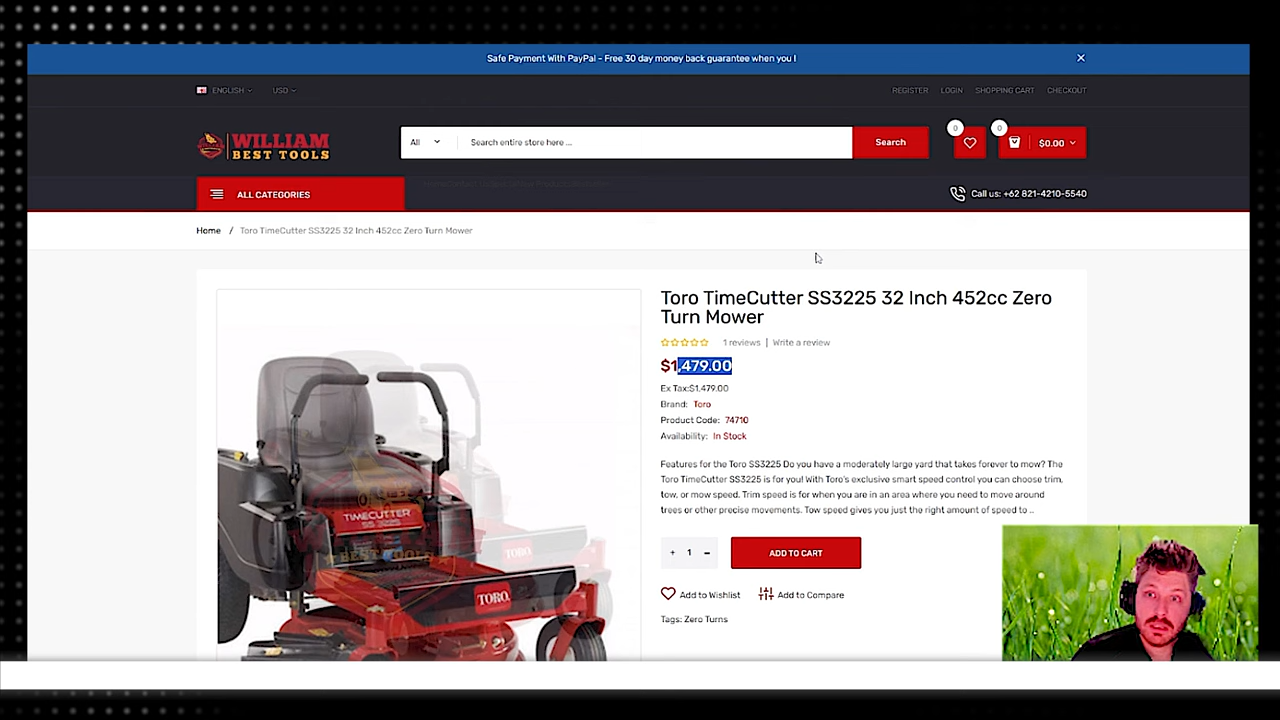 Safe Payment With PayPal - Free 30 day money back guarantee when you !
ENGLISH USD REGISTER LOGIN SHOPPING CART CHECKOUT
WILLIAM
BEST TOOLS
All Search entire store here ... Search 0 0 $0.00
ALL CATEGORIES Call us: +62 821-4210-5540
Home / Toro TimeCutter SS3225 32 Inch 452cc Zero Turn Mower
Toro TimeCutter SS3225 32 Inch 452cc Zero
Turn Mower
1 reviews | Write a review
$1,479.00
Ex Tax:$1,479.00
Brand: Toro
Product Code: 74710
Availability: In Stock
Features for the Toro SS3225 Do you have a moderately large yard that takes forever to mow? The
Toro TimeCutter SS3225 is for you! With Toro's exclusive smart speed control you can choose trim,
tow, or mow speed. Trim speed is for when you are in an area where you need to move around
trees or other precise movements. Tow speed gives you just the right amount of speed to ..
+ 1 - ADD TO CART
Add to Wishlist Add to Compare
Tags: Zero Turns
TIMECUTTER
TORO
BEST TOOLS
TORO